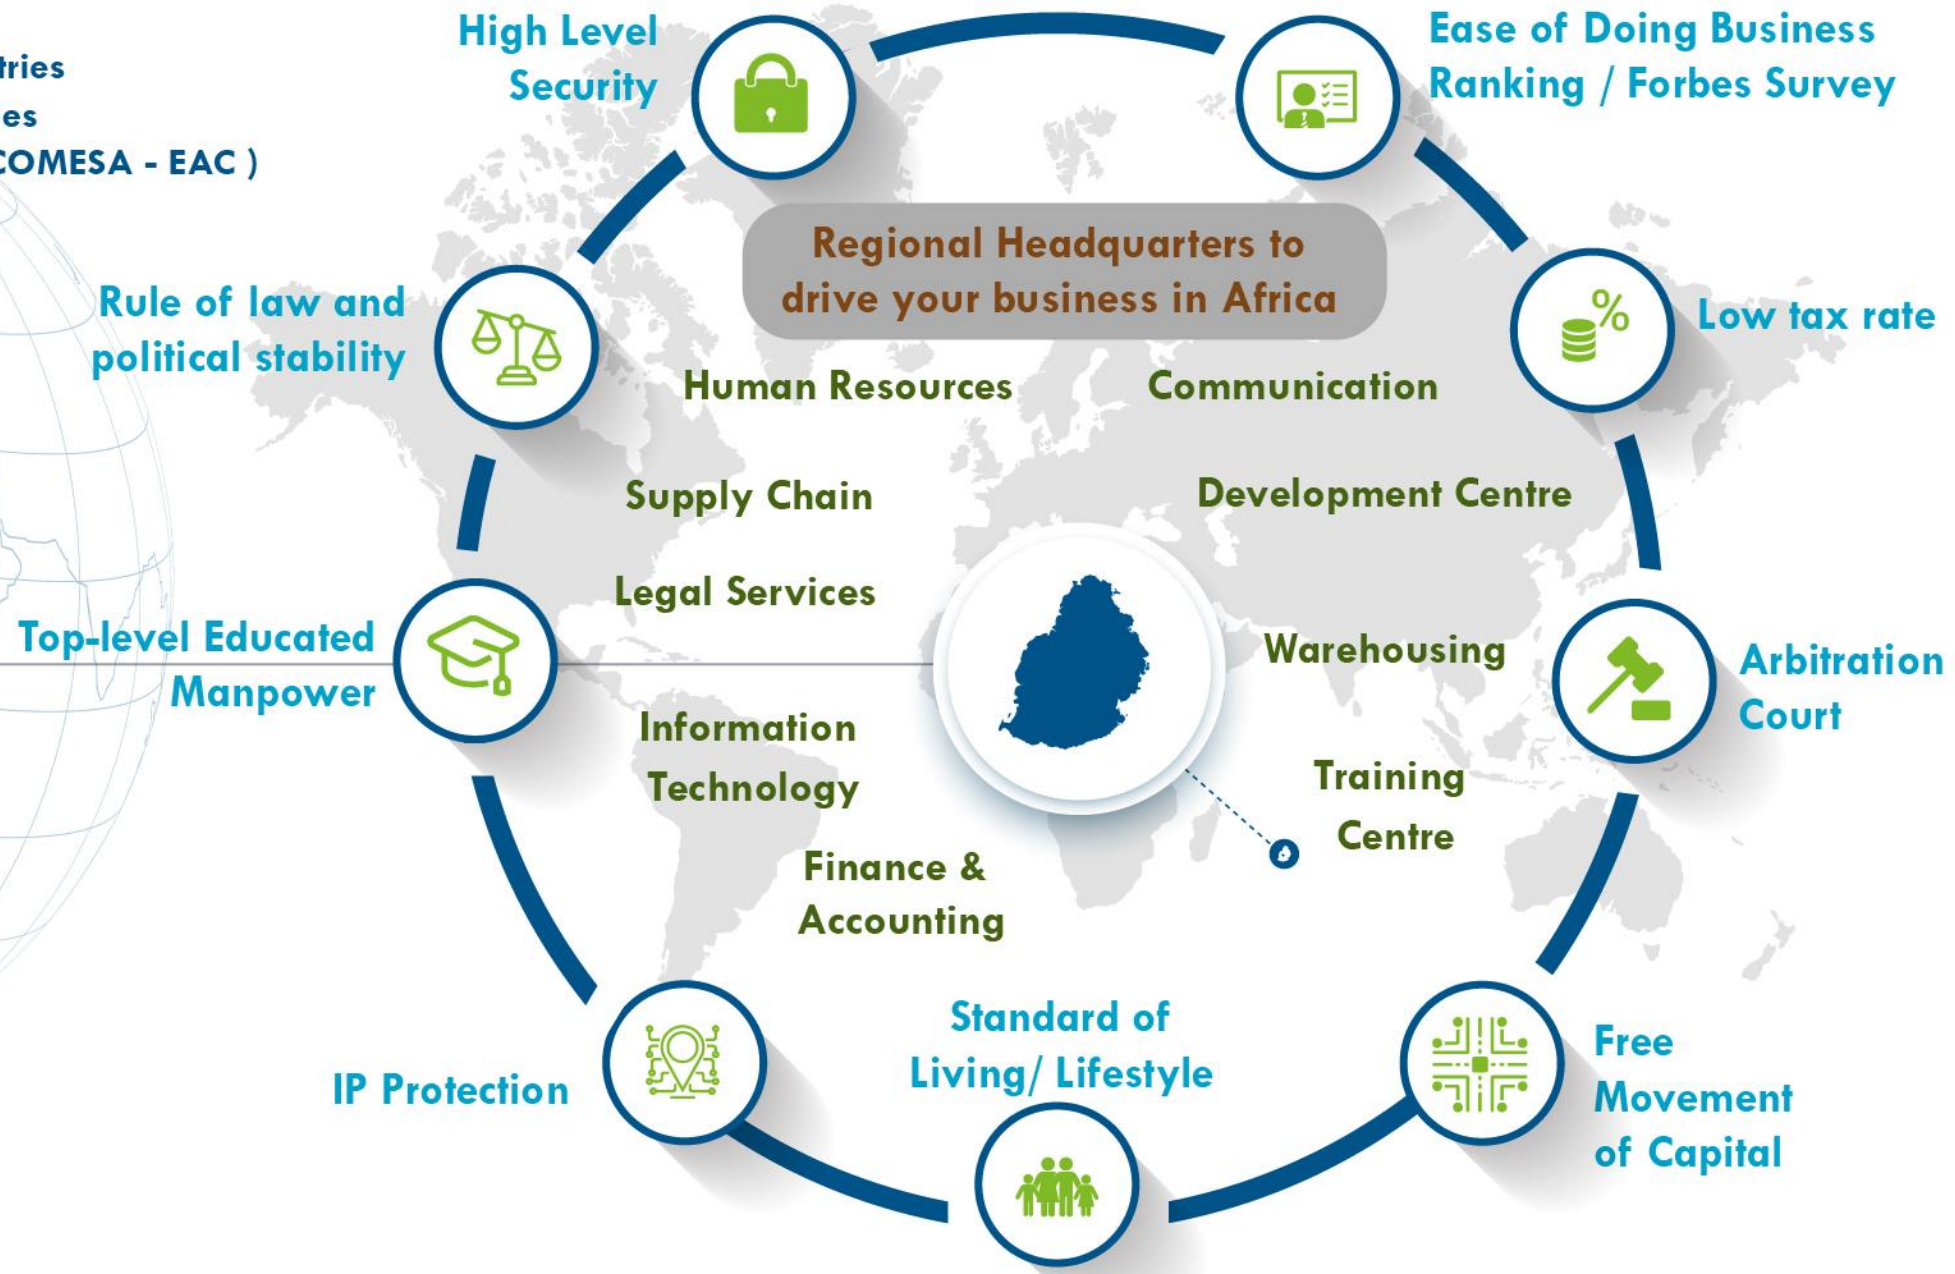 COMESA - EAC )
High Level
Security
Ease of Doing Business
Ranking / Forbes Survey
Regional Headquarters to
drive your business in Africa
Rule of law and
political stability
Low tax rate
%
Human Resources
Communication
Supply Chain
Development Centre
Legal Services
Top-level Educated
Manpower
Warehousing
Arbitration
Court
Information
Technology
Training
Centre
Finance &
Accounting
Standard of
Living/ Lifestyle
IP Protection
Free
Movement
of Capital